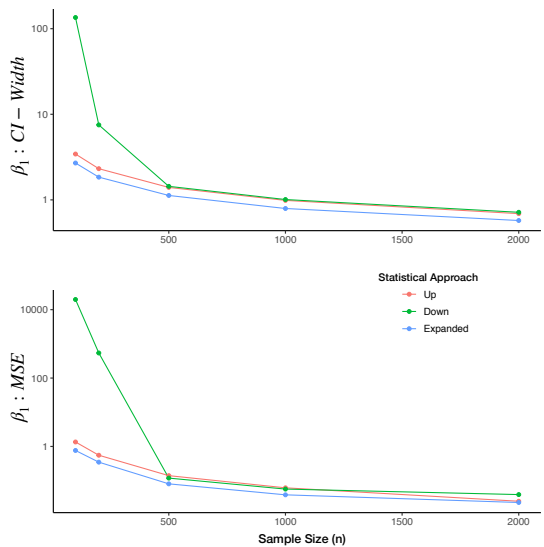 100
10
1
β₁ : CI − Width
500
1000
1500
2000
Statistical Approach
Up
Down
Expanded
10000
100
1
β₁ : MSE
500
1000
1500
2000
Sample Size (n)